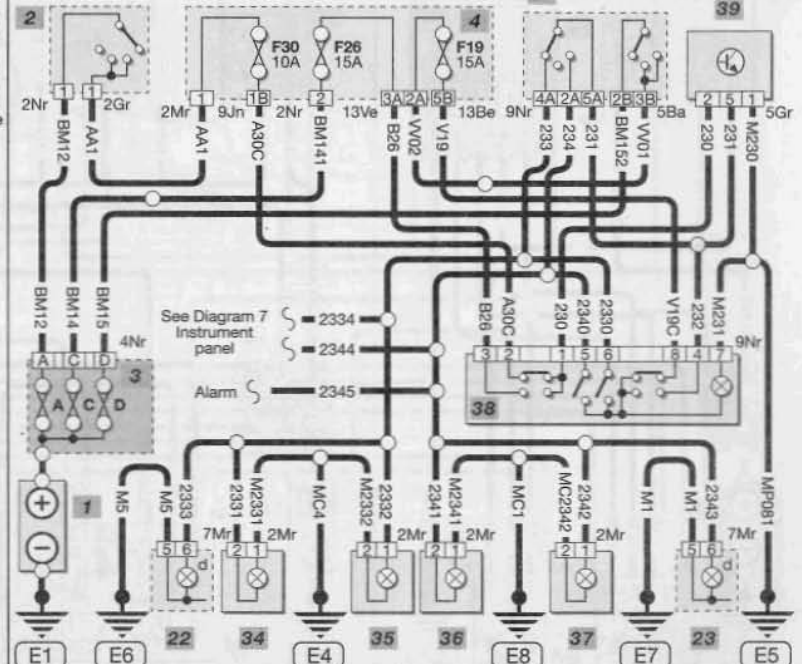 2
4
39
F30
10A
F26
15A
F19
15A
1
1
1
1B
2
3A
2A
5B
4A
2A
5A
2B
3B
2
5
1
2Nr
2Gr
2Mr
9Jn
2Nr
13Ve
13Be
9Nr
5Ba
5Gr
BM12
AA1
AA1
A30C
BM141
B26
VV02
V19
233
234
231
BM152
VV01
230
231
M230
BM12
BM14
BM15
See Diagram 7
Instrument
panel
2334
2344
Alarm
2345
B26
A30C
230
2340
2330
V19C
232
M231
4Nr
A
C
D
3
A
C
D
3
2
1
5
6
8
4
7
9Nr
38
+
−
1
M5
M5
2333
2331
M2331
MC4
M2332
2332
2341
M2341
MC1
MC2342
2342
M1
M1
2343
MP081
5
6
7Mr
2
1
2Mr
2
1
2Mr
2
1
2Mr
2
1
2Mr
5
6
7Mr
d
d
22
34
35
36
37
23
E1
E6
E4
E8
E7
E5